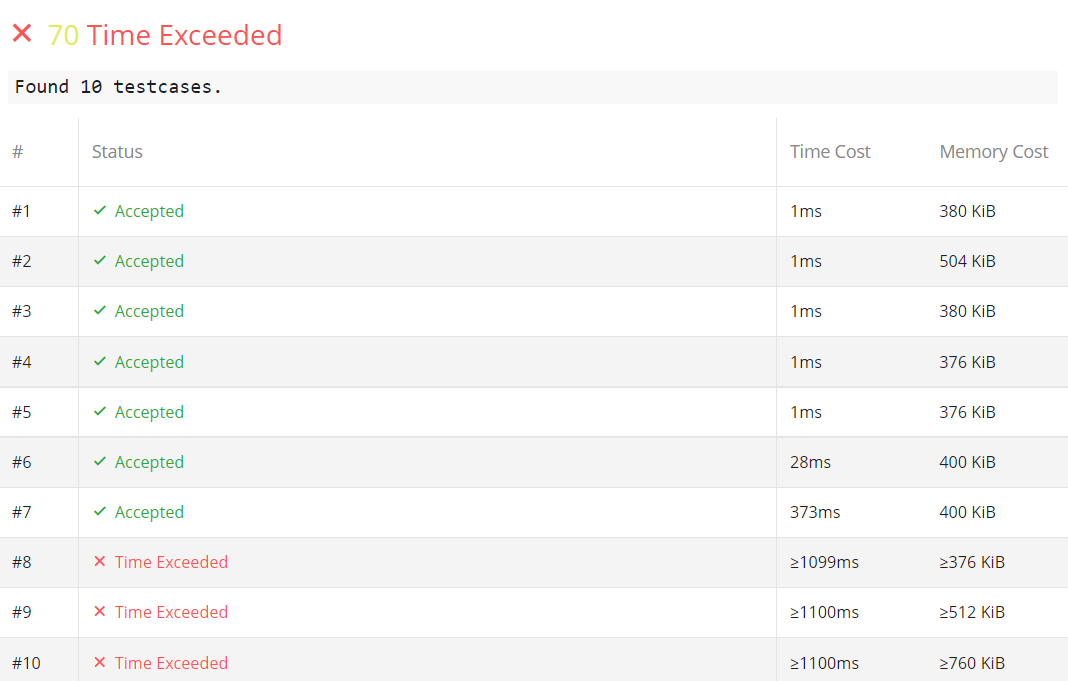 ✕ 70 Time Exceeded
Found 10 testcases.
# Status Time Cost Memory Cost
#1 ✓ Accepted 1ms 380 KiB
#2 ✓ Accepted 1ms 504 KiB
#3 ✓ Accepted 1ms 380 KiB
#4 ✓ Accepted 1ms 376 KiB
#5 ✓ Accepted 1ms 376 KiB
#6 ✓ Accepted 28ms 400 KiB
#7 ✓ Accepted 373ms 400 KiB
#8 ✕ Time Exceeded ≥1099ms ≥376 KiB
#9 ✕ Time Exceeded ≥1100ms ≥512 KiB
#10 ✕ Time Exceeded ≥1100ms ≥760 KiB